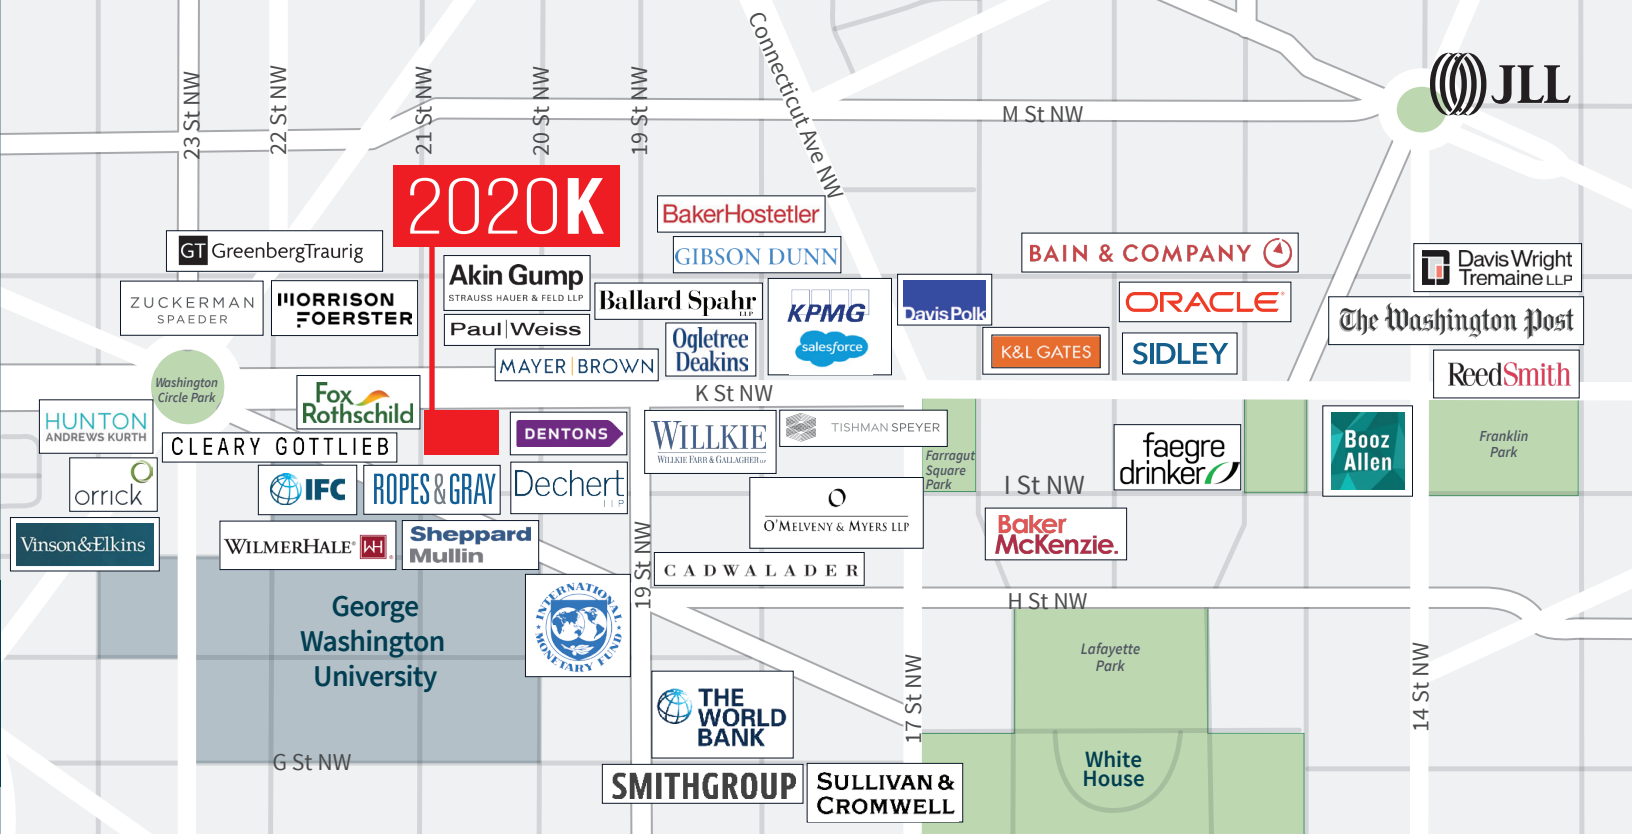 JLL
Connecticut Ave NW
23 St NW
22 St NW
21 St NW
20 St NW
19 St NW
M St NW
2020K
BakerHostetler
GT GreenbergTraurig
GIBSON DUNN
BAIN & COMPANY
Davis Wright
Tremaine LLP
Akin Gump
STRAUSS HAUER & FELD LLP
ZUCKERMAN
SPAEDER
MORRISON
FOERSTER
Ballard Spahr
LLP
KPMG
salesforce
DavisPolk
ORACLE
The Washington Post
Paul|Weiss
Ogletree
Deakins
MAYER|BROWN
K&L GATES
SIDLEY
ReedSmith
Washington
Circle Park
K St NW
Fox
Rothschild
HUNTON
ANDREWS KURTH
CLEARY GOTTLIEB
DENTONS
WILLKIE
WILLKIE FARR & GALLAGHER LLP
TISHMAN SPEYER
Farragut
Square
Park
faegre
drinker
Booz
Allen
Franklin
Park
orrick
IFC
ROPES & GRAY
Dechert
LLP
I St NW
O
O'MELVENY & MYERS LLP
Baker
McKenzie.
Vinson&Elkins
WILMERHALE WH
Sheppard
Mullin
19 St NW
CADWALADER
H St NW
George
Washington
University
INTERNATIONAL
MONETARY FUND
Lafayette
Park
THE
WORLD
BANK
17 St NW
14 St NW
G St NW
White
House
SMITHGROUP
SULLIVAN &
CROMWELL